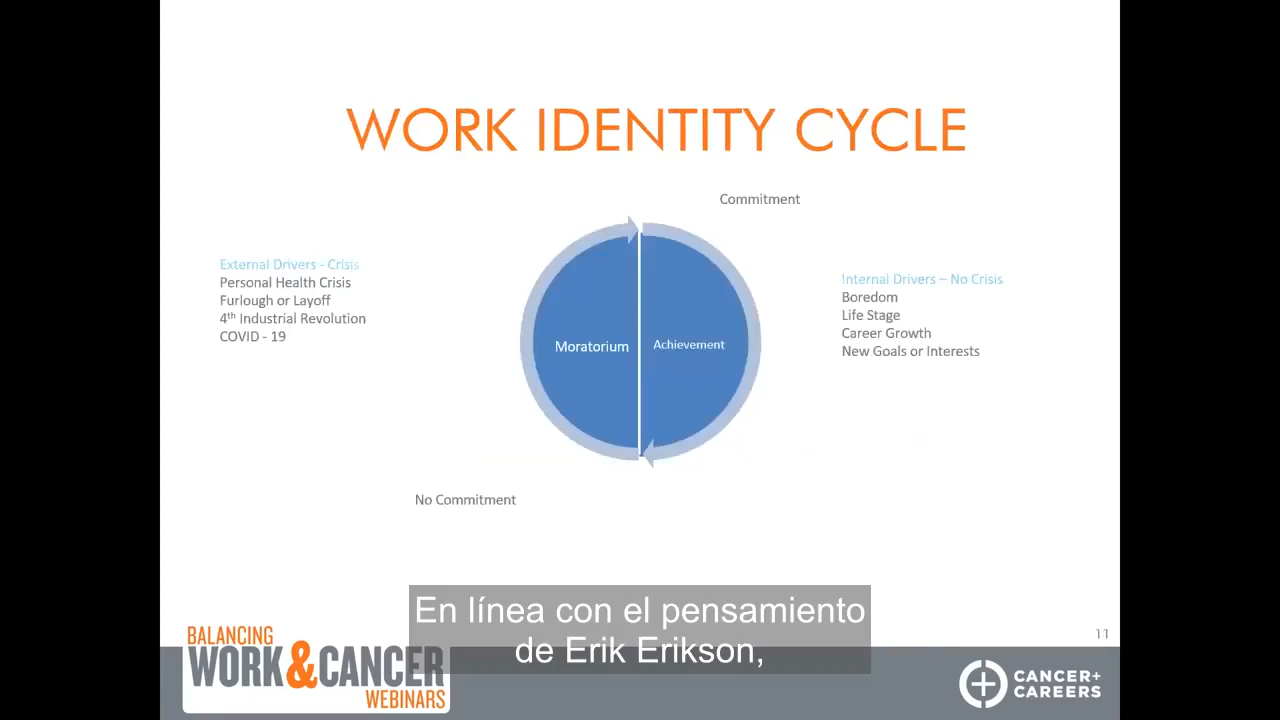 WORK IDENTITY CYCLE
Commitment
External Drivers - Crisis
Personal Health Crisis
Furlough or Layoff
4th Industrial Revolution
COVID - 19
Internal Drivers – No Crisis
Boredom
Life Stage
Career Growth
New Goals or Interests
Moratorium
Achievement
No Commitment
En línea con el pensamiento
de Erik Erikson,
11
BALANCING
WORK & CANCER
WEBINARS
CANCER+
CAREERS